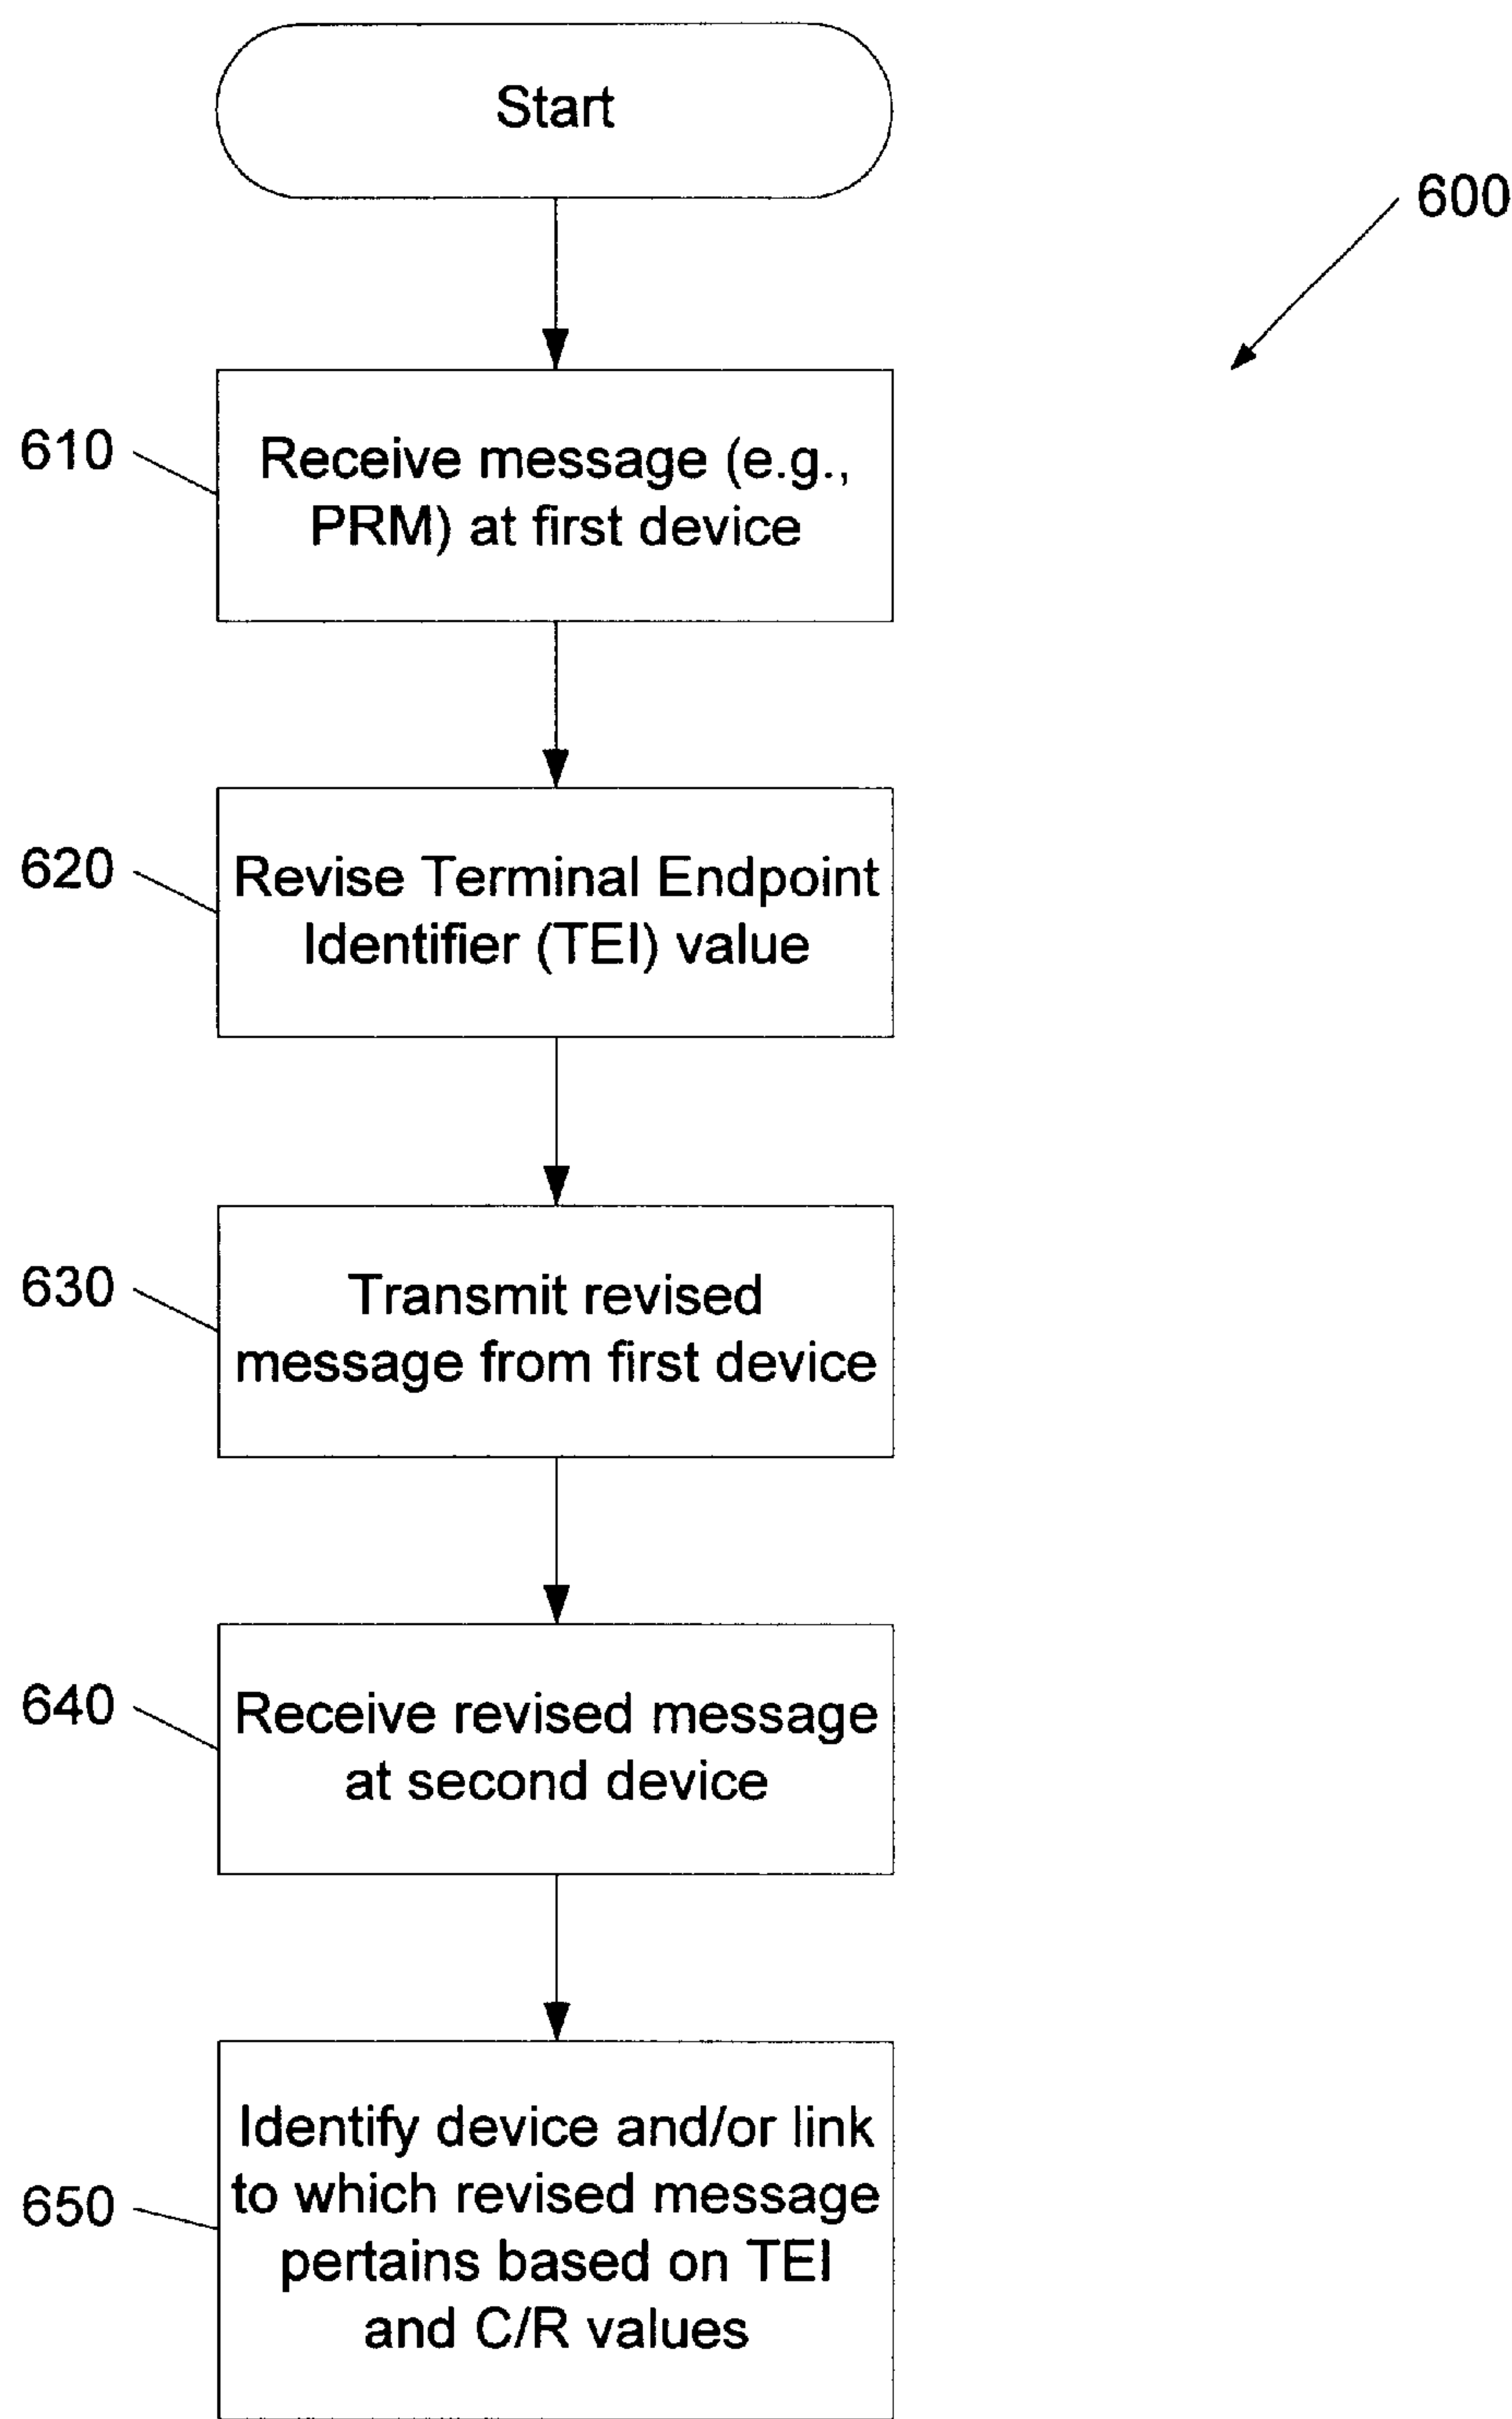 Start
600
610
Receive message (e.g.,
PRM) at first device
620
Revise Terminal Endpoint
Identifier (TEI) value
630
Transmit revised
message from first device
640
Receive revised message
at second device
650
Identify device and/or link
to which revised message
pertains based on TEI
and C/R values